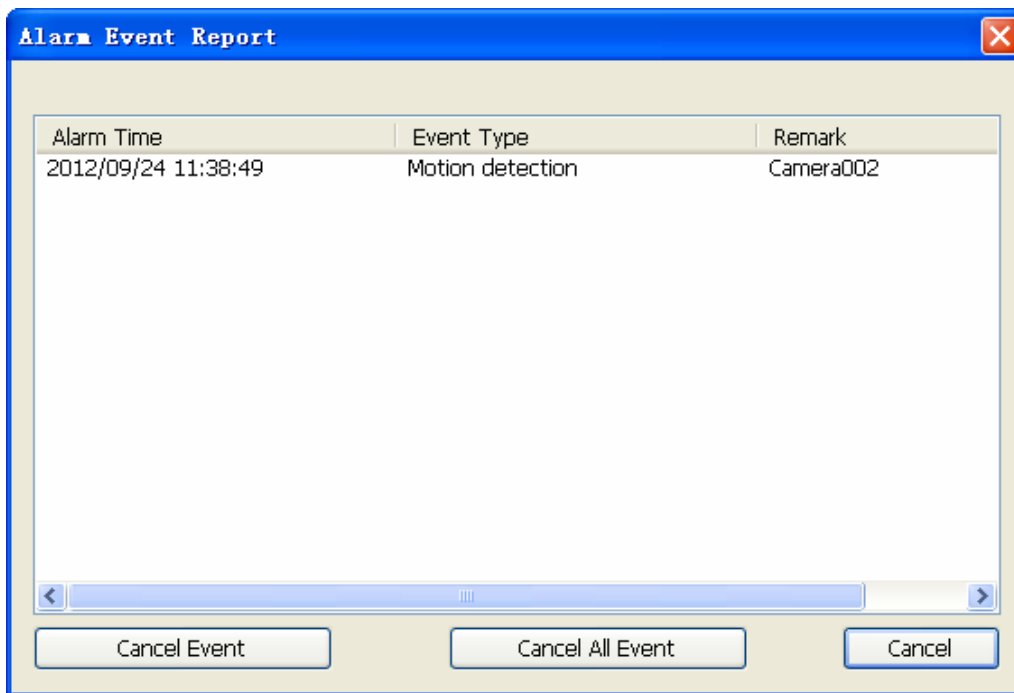 Alarm Event Report
Alarm Time Event Type Remark
2012/09/24 11:38:49 Motion detection Camera002
Cancel Event Cancel All Event Cancel